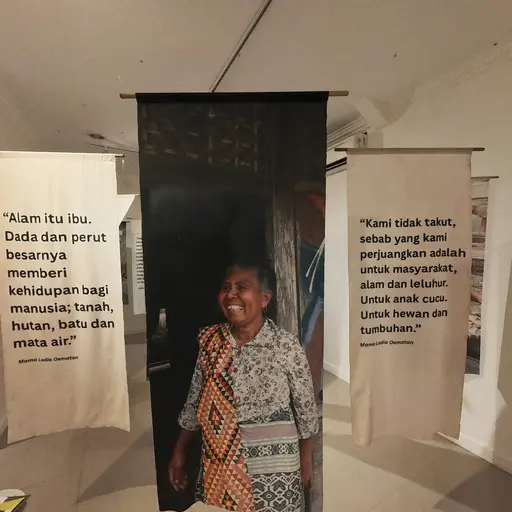 “Alam itu ibu.
Dada dan perut
besarnya
memberi
kehidupan bagi
manusia; tanah,
hutan, batu dan
mata air.”
Mama Lodia Oematan
“Kami tidak takut,
sebab yang kami
perjuangkan adalah
untuk masyarakat,
alam dan leluhur.
Untuk anak cucu.
Untuk hewan dan
tumbuhan.”
Mama Lodia Oematan